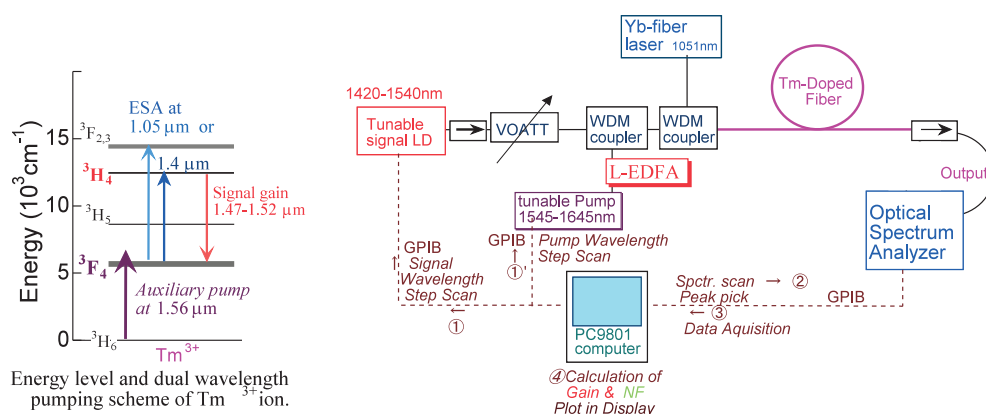 Energy (10³cm⁻¹)
15
10
5
0
³F₂,₃
³H₄
³H₅
³F₄
³H₆
ESA at
1.05 µm or
1.4 µm
Signal gain
1.47-1.52 µm
Auxiliary pump
at 1.56 µm
Tm³⁺
Energy level and dual wavelength
pumping scheme of Tm ³⁺ion.
1420-1540nm
Tunable
signal LD
VOATT
WDM
coupler
WDM
coupler
Yb-fiber
laser 1051nm
Tm-Doped
Fiber
L-EDFA
tunable Pump
1545-1645nm
Output
Optical
Spectrum
Analyzer
GPIB
Signal
Wavelength
Step Scan
①
GPIB
①'
Pump Wavelength
Step Scan
PC9801
computer
Spctr. scan → ②
Peak pick
← ③
Data Aquisition
GPIB
④Calculation of
Gain & NF
Plot in Display